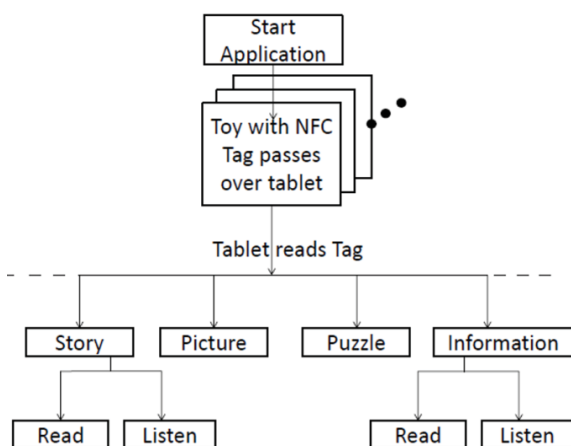 Start
Application
Toy with NFC
Tag passes
over tablet
Tablet reads Tag
Story
Picture
Puzzle
Information
Read
Listen
Read
Listen